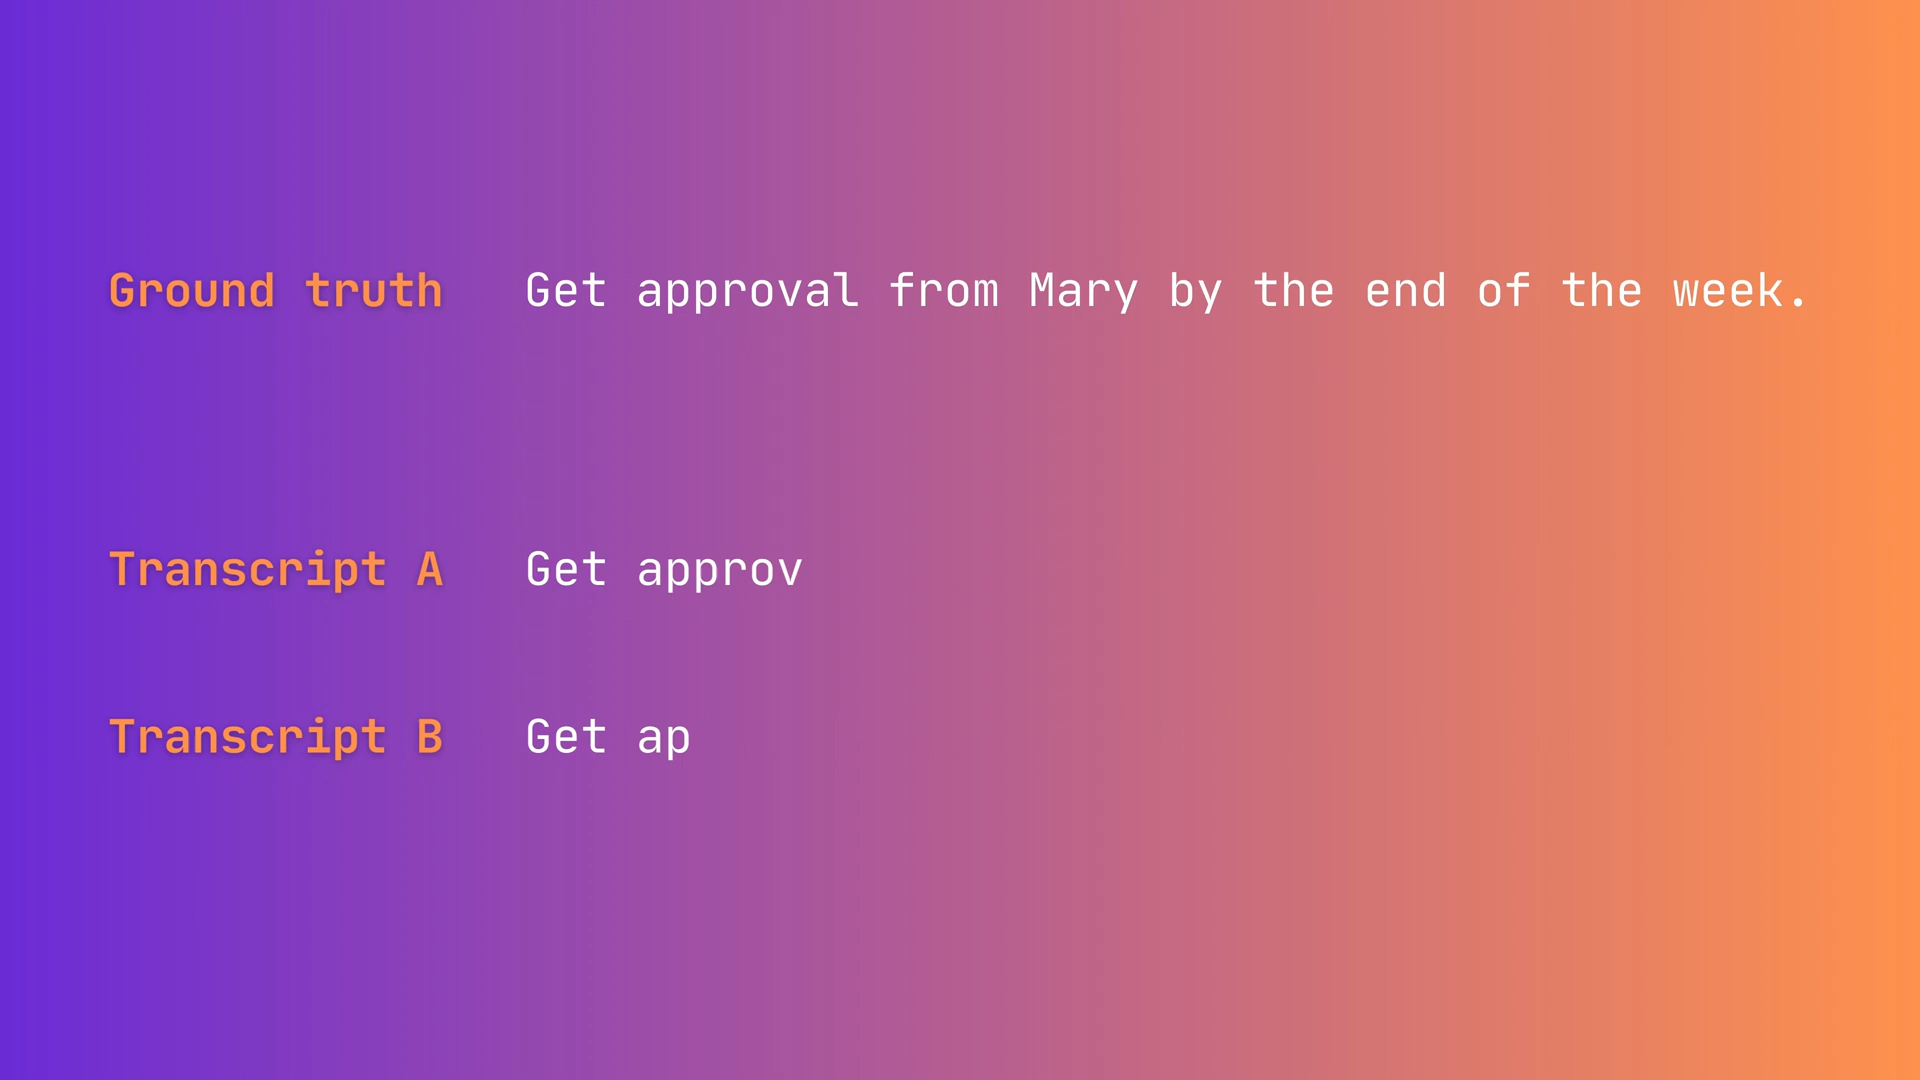 Ground truth Get approval from Mary by the end of the week.
Transcript A Get approv
Transcript B Get ap